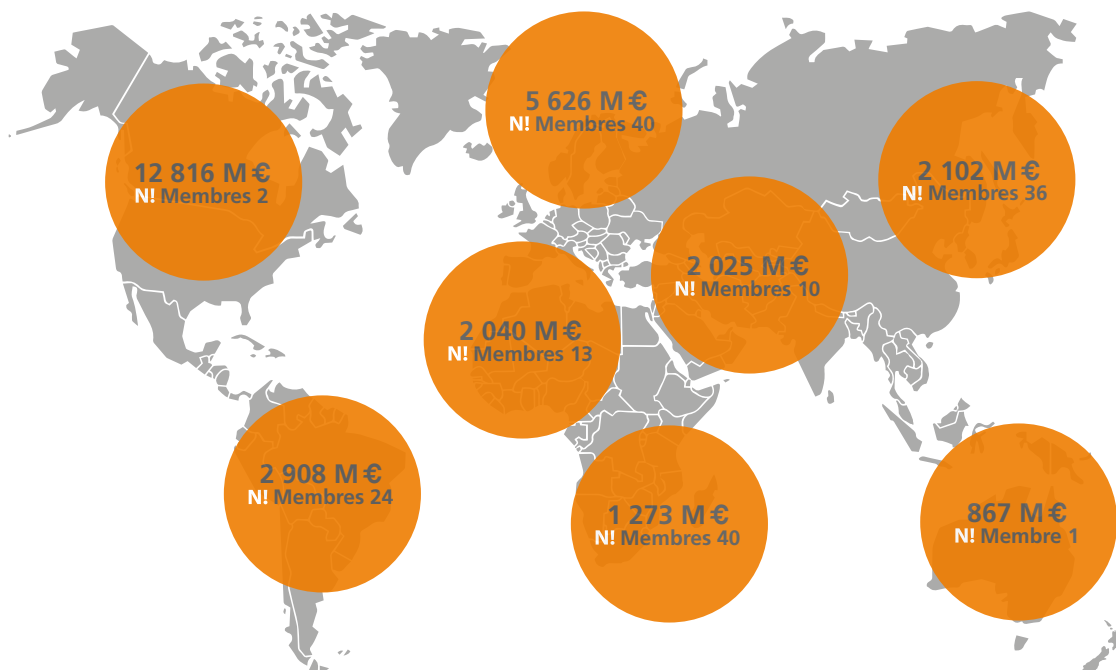 5 626 M €
N! Membres 40
12 816 M €
N! Membres 2
2 102 M €
N! Membres 36
2 025 M €
N! Membres 10
2 040 M €
N! Membres 13
2 908 M €
N! Membres 24
1 273 M €
N! Membres 40
867 M €
N! Membre 1